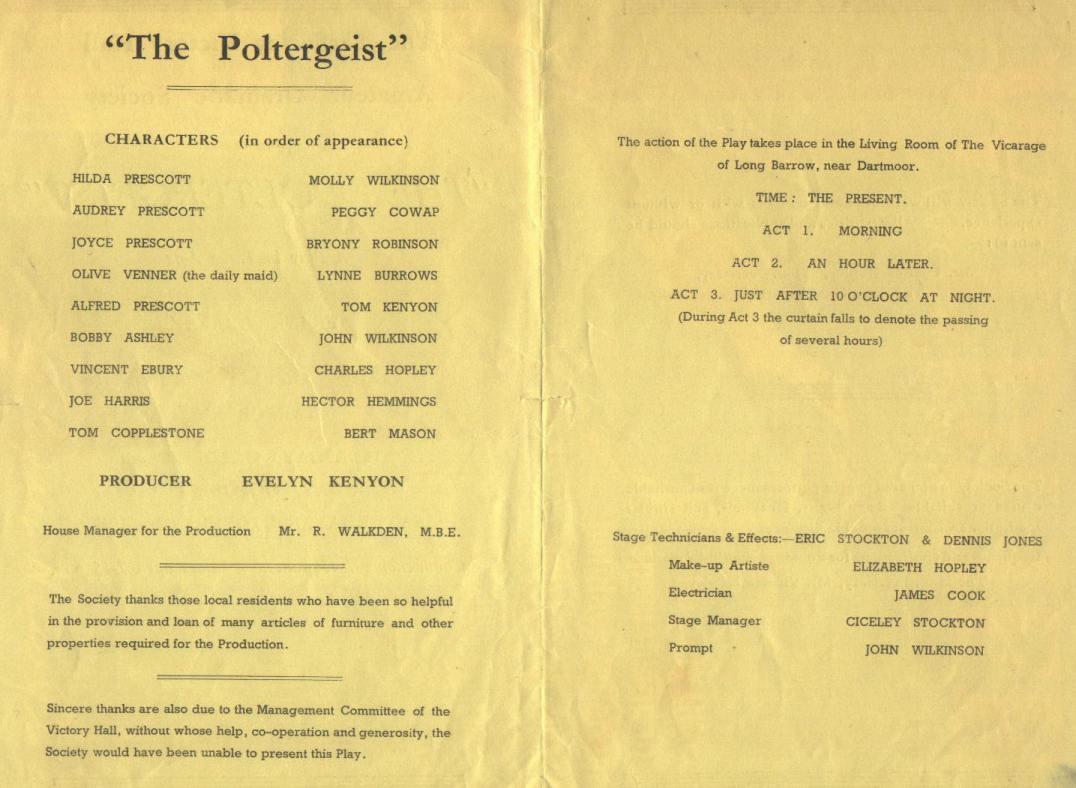 “The Poltergeist”
CHARACTERS (in order of appearance)
HILDA PRESCOTT MOLLY WILKINSON
AUDREY PRESCOTT PEGGY COWAP
JOYCE PRESCOTT BRYONY ROBINSON
OLIVE VENNER (the daily maid) LYNNE BURROWS
ALFRED PRESCOTT TOM KENYON
BOBBY ASHLEY JOHN WILKINSON
VINCENT EBURY CHARLES HOPLEY
JOE HARRIS HECTOR HEMMINGS
TOM COPPLESTONE BERT MASON
PRODUCER EVELYN KENYON
House Manager for the Production Mr. R. WALKDEN, M.B.E.
The Society thanks those local residents who have been so helpful
in the provision and loan of many articles of furniture and other
properties required for the Production.
Sincere thanks are also due to the Management Committee of the
Victory Hall, without whose help, co-operation and generosity, the
Society would have been unable to present this Play.
The action of the Play takes place in the Living Room of The Vicarage
of Long Barrow, near Dartmoor.
TIME : THE PRESENT.
ACT 1. MORNING
ACT 2. AN HOUR LATER.
ACT 3. JUST AFTER 10 O'CLOCK AT NIGHT.
(During Act 3 the curtain falls to denote the passing
of several hours)
Stage Technicians & Effects:—ERIC STOCKTON & DENNIS JONES
Make-up Artiste ELIZABETH HOPLEY
Electrician JAMES COOK
Stage Manager CICELEY STOCKTON
Prompt JOHN WILKINSON